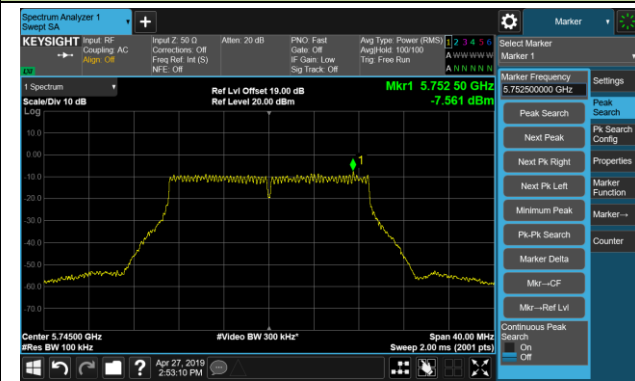 Spectrum Analyzer 1
Swept SA
+
Marker
KEYSIGHT
Input: RF
Coupling: AC
Align: Off
Input Z: 50 Ω
Corrections: Off
Freq Ref: Int (S)
NFE: Off
Atten: 20 dB
PNO: Fast
Gate: Off
IF Gain: Low
Sig Track: Off
Avg Type: Power (RMS)
Avg|Hold: 100/100
Trig: Free Run
1 2 3 4 5 6
A W W W W W
A N N N N N
Select Marker
Marker 1
1 Spectrum
Scale/Div 10 dB
Log
Ref Lvl Offset 19.00 dB
Ref Level 20.00 dBm
Mkr1 5.752 50 GHz
-7.561 dBm
10.0
0.00
-10.0
-20.0
-30.0
-40.0
-50.0
-60.0
-70.0
1
Center 5.74500 GHz
#Res BW 100 kHz
#Video BW 300 kHz*
Span 40.00 MHz
Sweep 2.00 ms (2001 pts)
Marker Frequency
5.752500000 GHz
Peak Search
Next Peak
Next Pk Right
Next Pk Left
Minimum Peak
Pk-Pk Search
Marker Delta
Mkr→CF
Mkr→Ref Lvl
Continuous Peak
Search
On
Off
Settings
Peak
Search
Pk Search
Config
Properties
Marker
Function
Marker→
Counter
?
Apr 27, 2019
2:53:10 PM